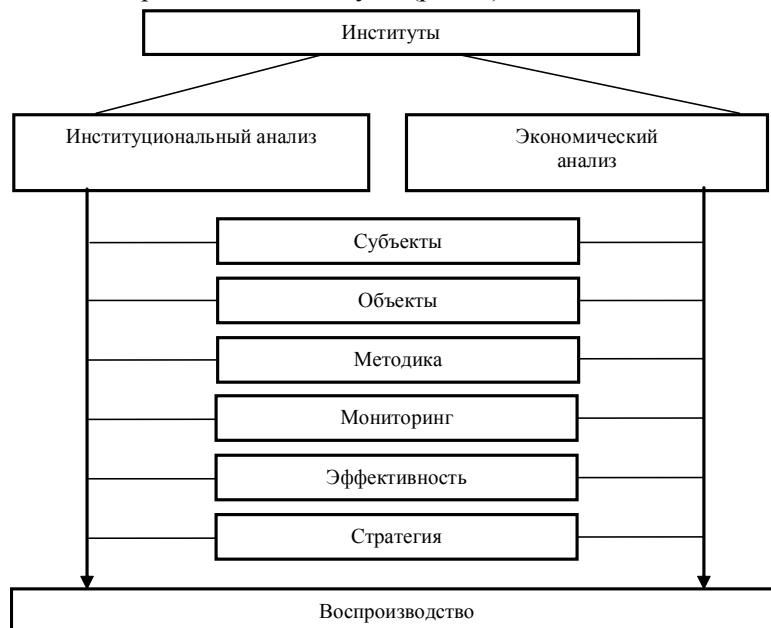 Институты
Институциональный анализ
Экономический
анализ
Субъекты
Объекты
Методика
Мониторинг
Эффективность
Стратегия
Воспроизводство